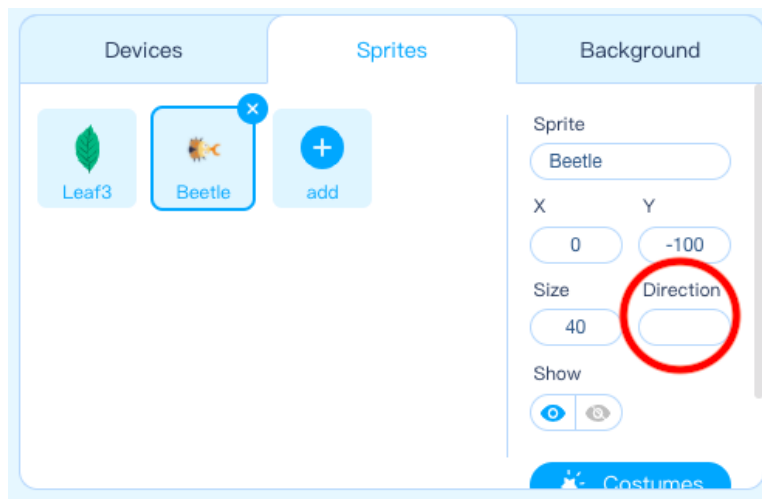 Devices Sprites Background
Leaf3 Beetle add
Sprite
Beetle
X Y
0 -100
Size Direction
40
Show
Costumes